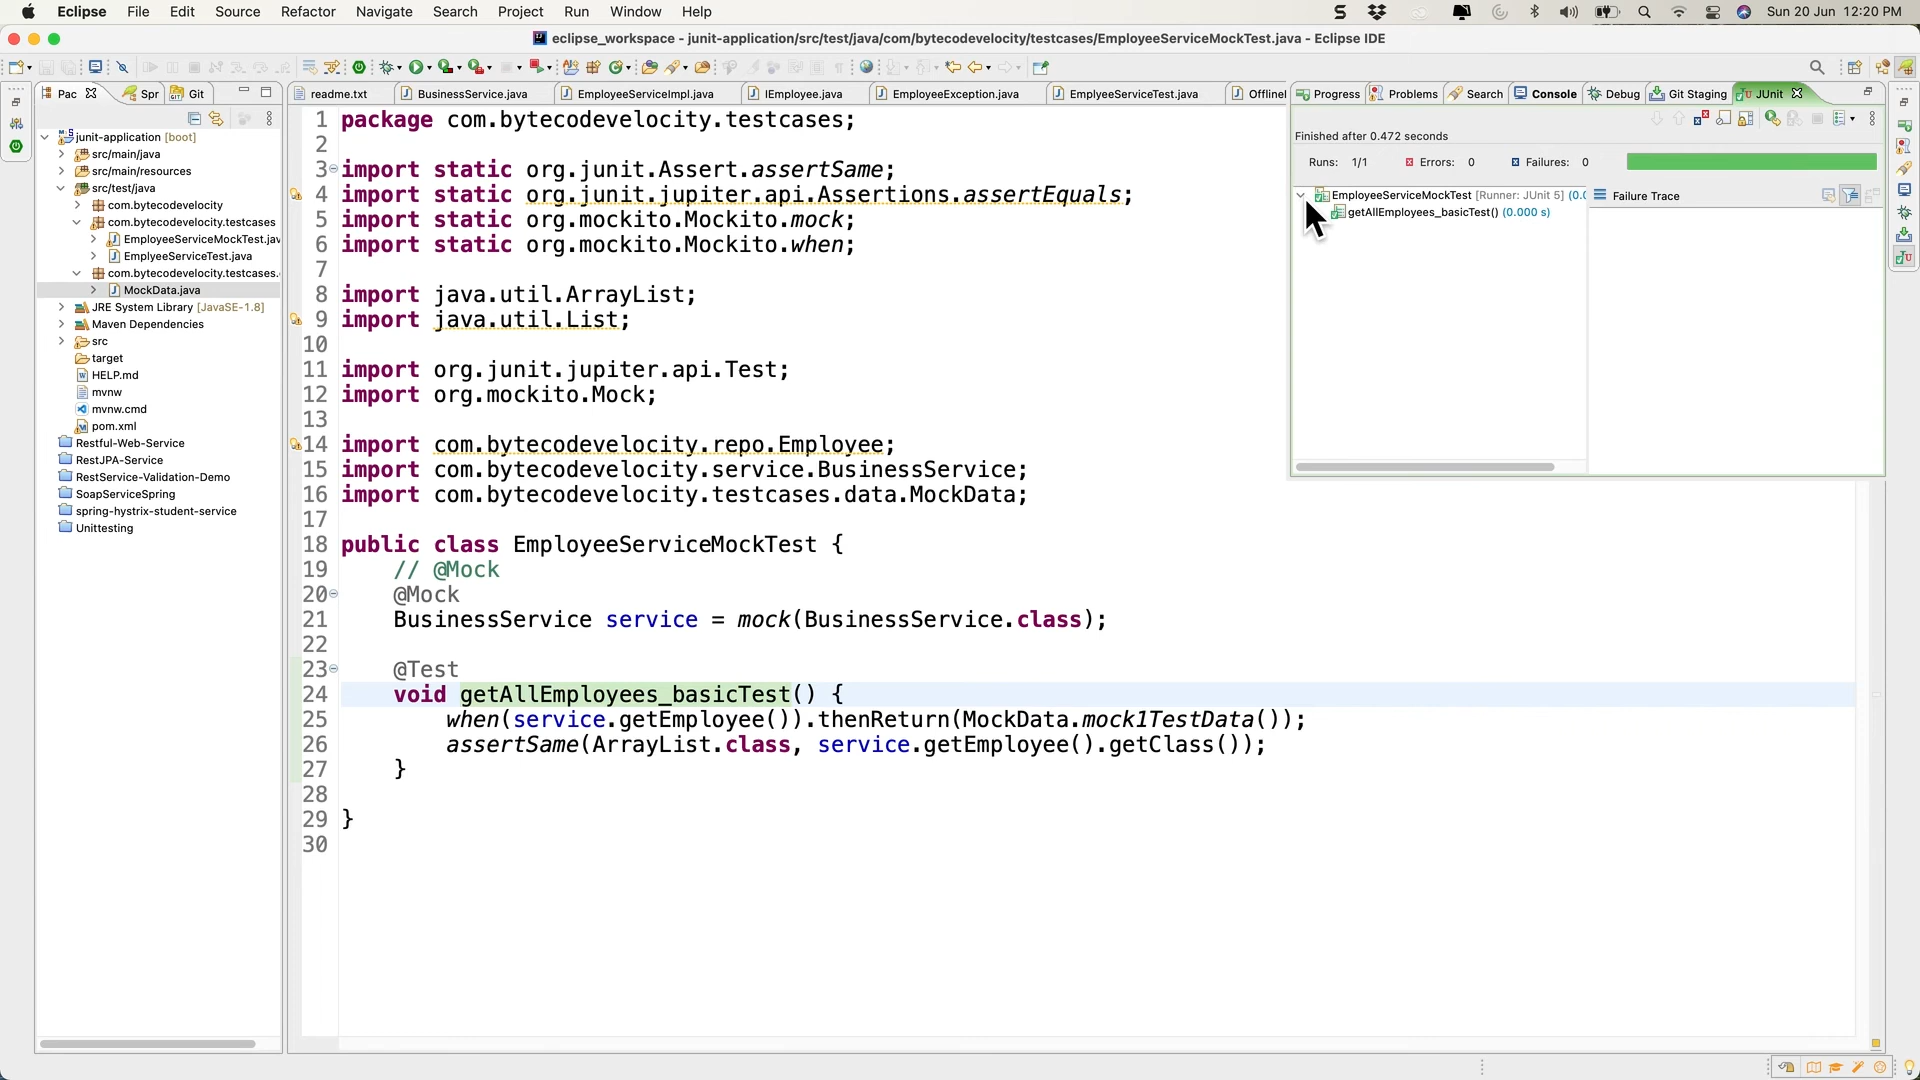 Eclipse File Edit Source Refactor Navigate Search Project Run Window Help Sun 20 Jun 12:20 PM
eclipse_workspace - junit-application/src/test/java/com/bytecodevelocity/testcases/EmployeeServiceMockTest.java - Eclipse IDE
Pac Spr Git
readme.txt BusinessService.java EmployeeServiceImpl.java IEmployee.java EmployeeException.java EmplyeeServiceTest.java Offlinel
Progress Problems Search Console Debug Git Staging JUnit
junit-application [boot]
src/main/java
src/main/resources
src/test/java
com.bytecodevelocity
com.bytecodevelocity.testcases
EmployeeServiceMockTest.jav
EmplyeeServiceTest.java
com.bytecodevelocity.testcases.
MockData.java
JRE System Library [JavaSE-1.8]
Maven Dependencies
src
target
HELP.md
mvnw
mvnw.cmd
pom.xml
Restful-Web-Service
RestJPA-Service
RestService-Validation-Demo
SoapServiceSpring
spring-hystrix-student-service
Unittesting
1 package com.bytecodevelocity.testcases;
2
3 import static org.junit.Assert.assertSame;
4 import static org.junit.jupiter.api.Assertions.assertEquals;
5 import static org.mockito.Mockito.mock;
6 import static org.mockito.Mockito.when;
7
8 import java.util.ArrayList;
9 import java.util.List;
10
11 import org.junit.jupiter.api.Test;
12 import org.mockito.Mock;
13
14 import com.bytecodevelocity.repo.Employee;
15 import com.bytecodevelocity.service.BusinessService;
16 import com.bytecodevelocity.testcases.data.MockData;
17
18 public class EmployeeServiceMockTest {
19 // @Mock
20 @Mock
21 BusinessService service = mock(BusinessService.class);
22
23 @Test
24 void getAllEmployees_basicTest() {
25 when(service.getEmployee()).thenReturn(MockData.mock1TestData());
26 assertSame(ArrayList.class, service.getEmployee().getClass());
27 }
28
29 }
30
Finished after 0.472 seconds
Runs: 1/1 Errors: 0 Failures: 0
EmployeeServiceMockTest [Runner: JUnit 5] (0.0
getAllEmployees_basicTest() (0.000 s)
Failure Trace